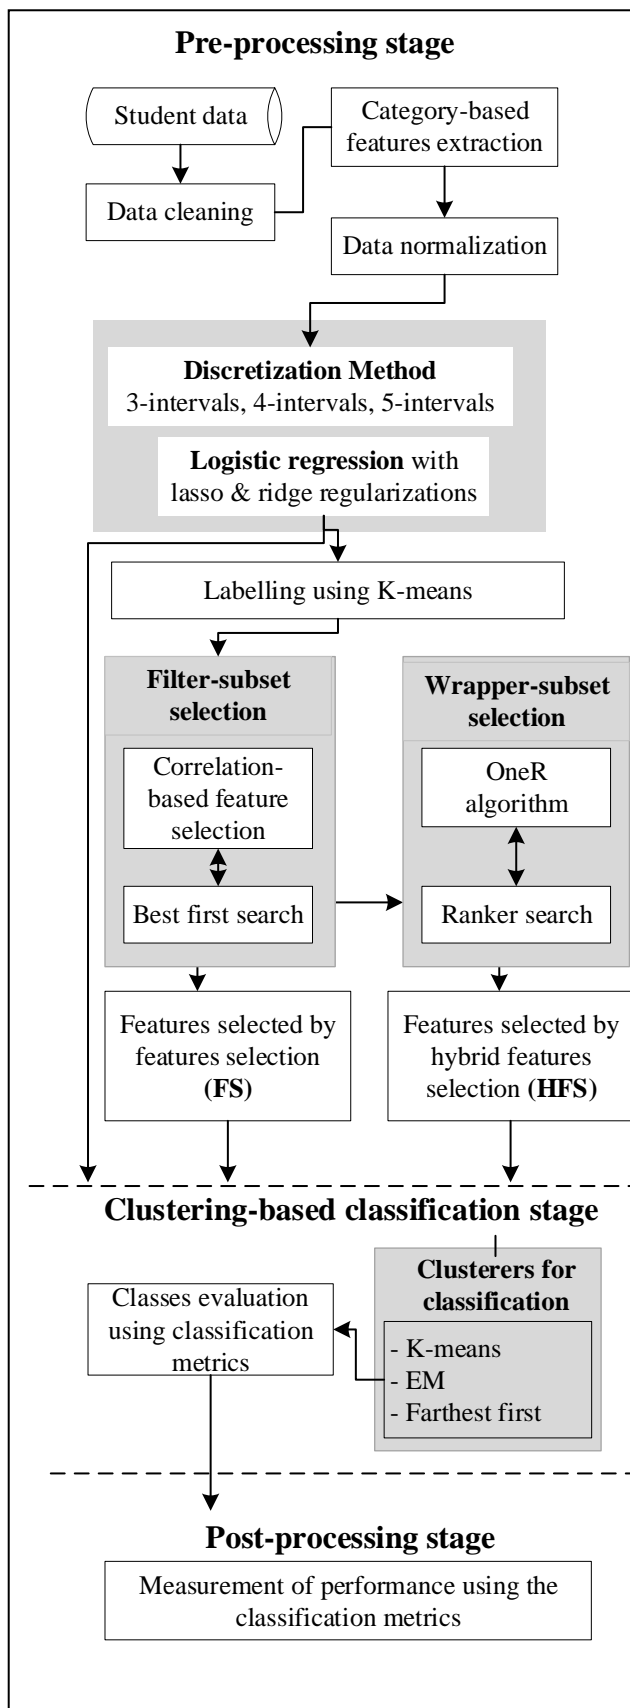 Pre-processing stage
Student data
Category-based
features extraction
Data cleaning
Data normalization
Discretization Method
3-intervals, 4-intervals, 5-intervals
Logistic regression with
lasso & ridge regularizations
Labelling using K-means
Filter-subset
selection
Correlation-
based feature
selection
Best first search
Wrapper-subset
selection
OneR
algorithm
Ranker search
Features selected by
features selection
(FS)
Features selected by
hybrid features
selection (HFS)
Clustering-based classification stage
Clusterers for
classification
- K-means
- EM
- Farthest first
Classes evaluation
using classification
metrics
Post-processing stage
Measurement of performance using the
classification metrics